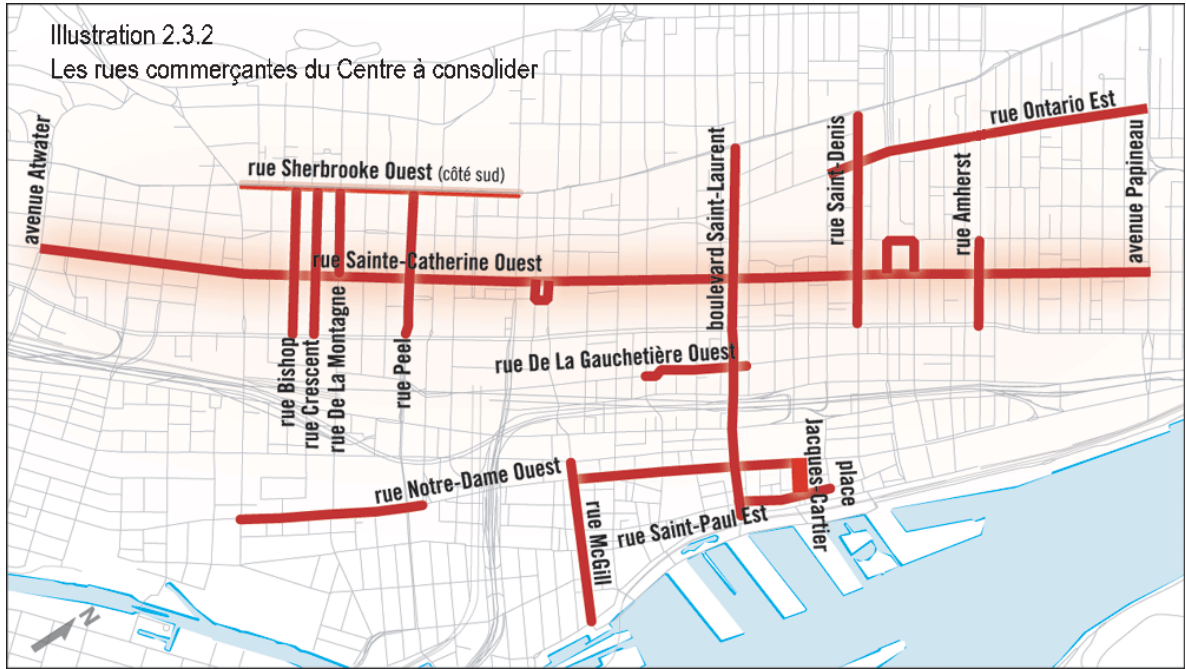 Illustration 2.3.2
Les rues commerçantes du Centre à consolider
avenue Atwater
rue Sherbrooke Ouest (côté sud)
rue Sainte-Catherine Ouest
boulevard Saint-Laurent
rue Saint-Denis
rue Ontario Est
rue Amherst
avenue Papineau
rue Bishop
rue Crescent
rue De La Montagne
rue Peel
rue De La Gauchetière Ouest
rue Notre-Dame Ouest
rue McGill
rue Saint-Paul Est
place
Jacques-Cartier
N